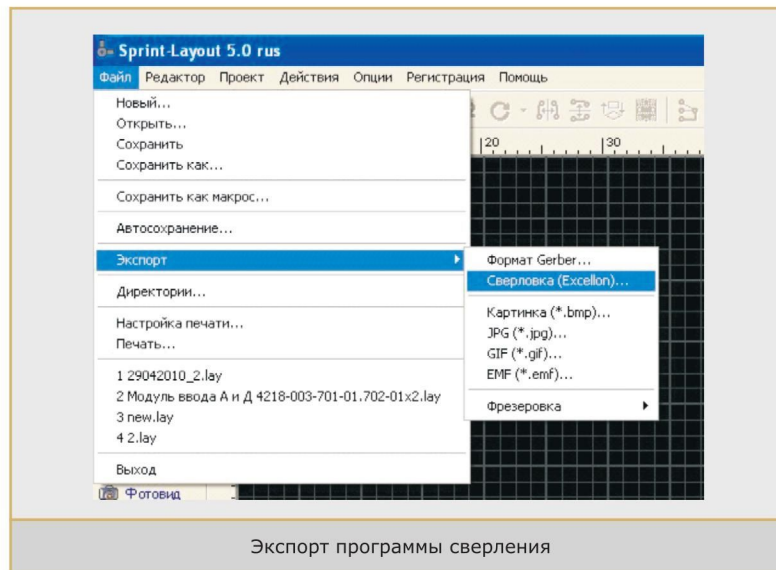 Sprint-Layout 5.0 rus
Файл Редактор Проект Действия Опции Регистрация Помощь
Новый...
Открыть...
Сохранить
Сохранить как...
20 30
Сохранить как макрос...
Автосохранение...
Экспорт
Директории...
Настройка печати...
Печать...
1 29042010_2.lay
2 Модуль ввода А и Д 4218-003-701-01.702-01x2.lay
3 new.lay
4 2.lay
Выход
Формат Gerber...
Сверловка (Excellon)...
Картинка (*.bmp)...
JPG (*.jpg)...
GIF (*.gif)...
EMF (*.emf)...
Фрезеровка
Фотовид
Экспорт программы сверления